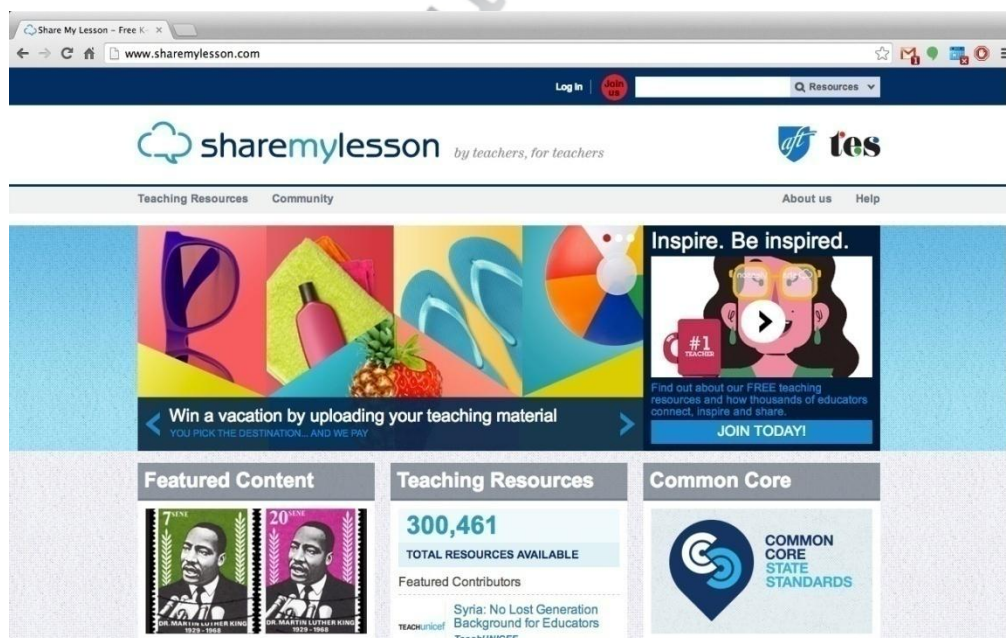 Share My Lesson – Free K-
www.sharemylesson.com
Log In
Join us
Resources
sharemylesson by teachers, for teachers
aft tes
Teaching Resources Community About us Help
Inspire. Be inspired.
#1
TEACHER
Find out about our FREE teaching
resources and how thousands of educators
connect, inspire and share.
JOIN TODAY!
Win a vacation by uploading your teaching material
YOU PICK THE DESTINATION... AND WE PAY
Featured Content
7 SENE
20 SENE
DR. MARTIN LUTHER KING
1929 - 1968
DR. MARTIN LUTHER KING
1929 - 1968
Teaching Resources
300,461
TOTAL RESOURCES AVAILABLE
Featured Contributors
TEACHunicef
Syria: No Lost Generation
Background for Educators
TeachUNICEF
Common Core
COMMON
CORE
STATE
STANDARDS